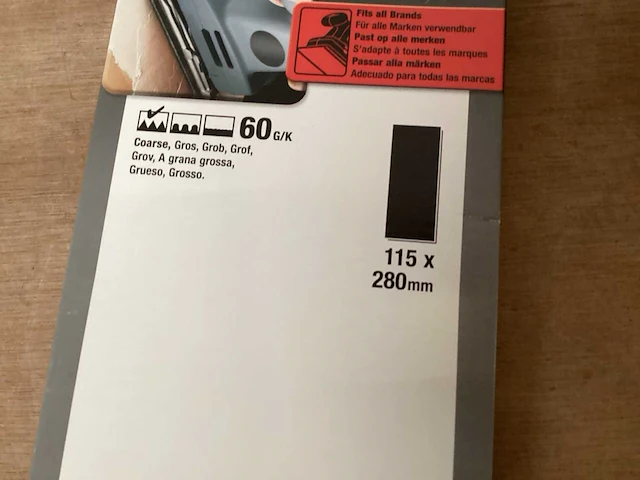 Fits all Brands
Für alle Marken verwendbar
Past op alle merken
S'adapte à toutes les marques
Passar alla märken
Adecuado para todas las marcas
60 G/K
Coarse, Gros, Grob, Grof,
Grov, A grana grossa,
Grueso, Grosso.
115 x
280mm